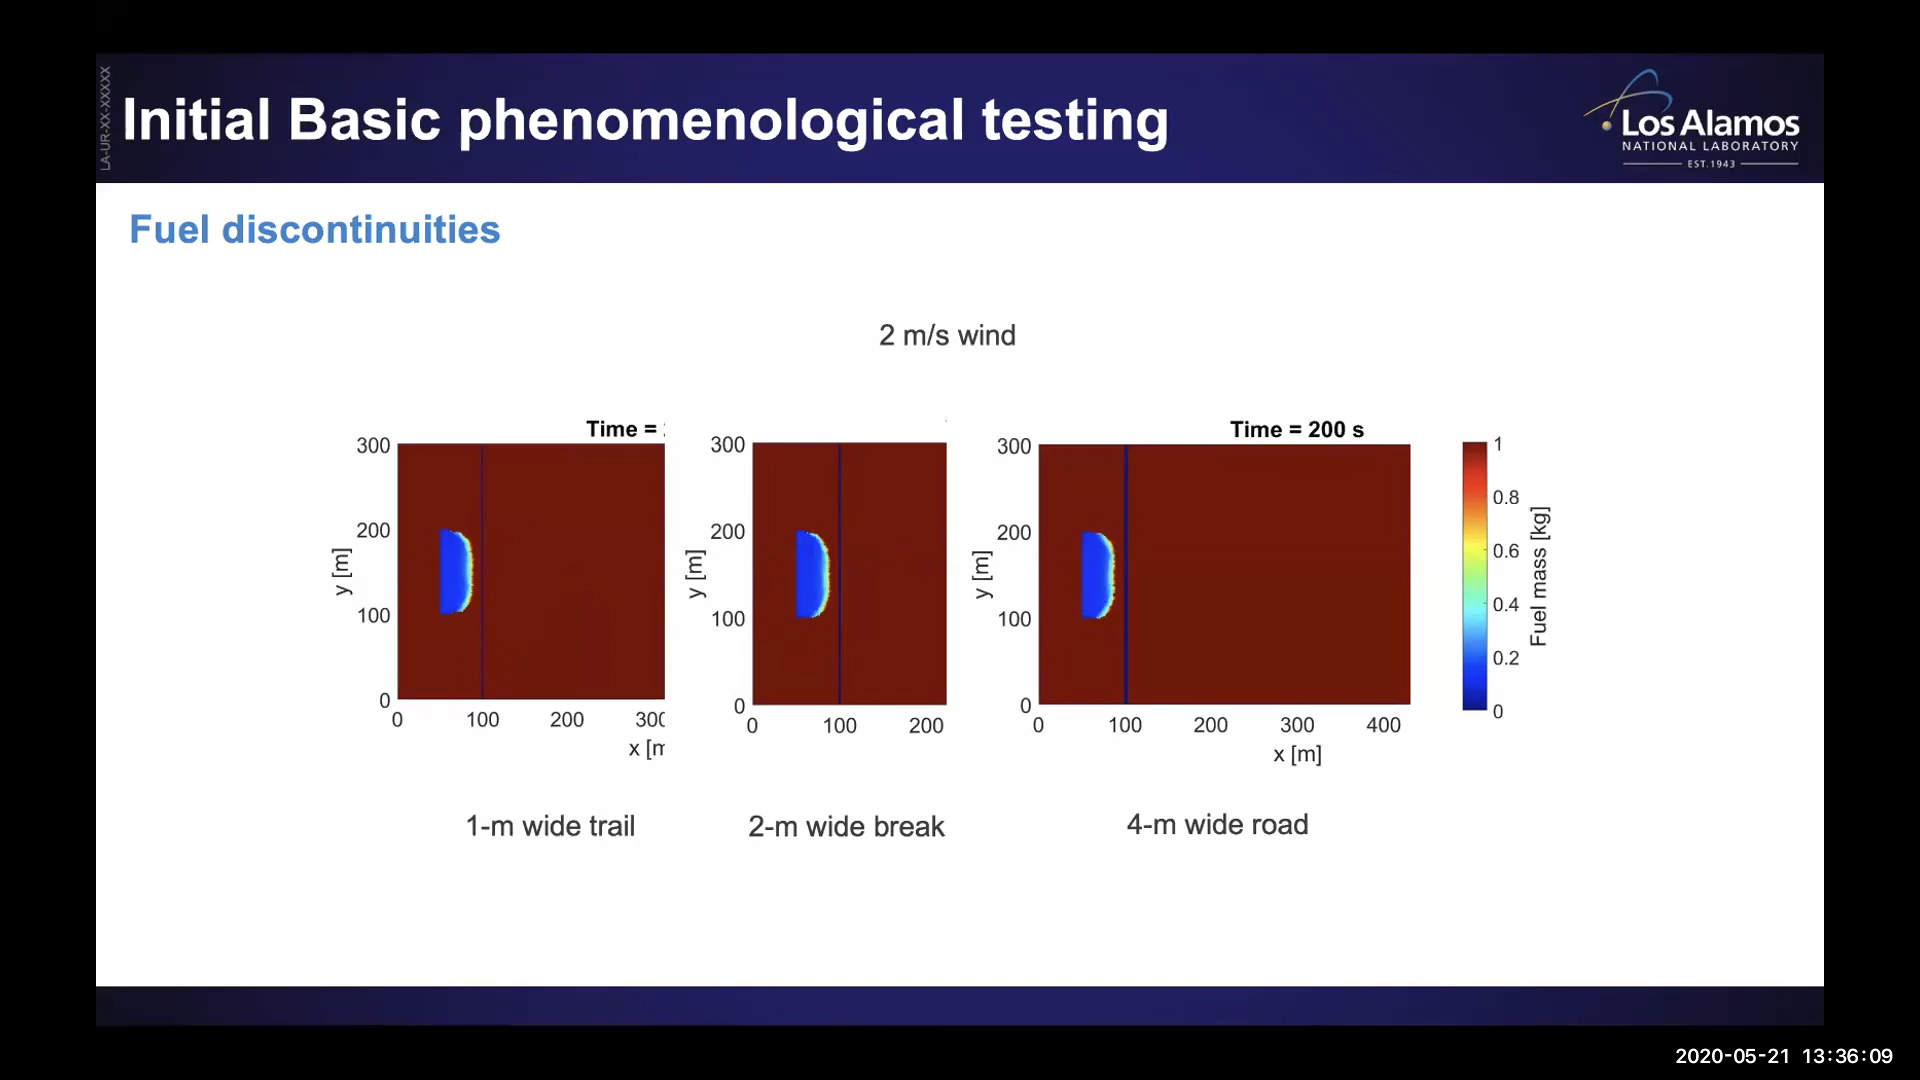 LA-UR-XX-XXXXX
Initial Basic phenomenological testing
Los Alamos
NATIONAL LABORATORY
EST.1943
Fuel discontinuities
2 m/s wind
Time =
300
200
100
0
y [m]
0 100 200 300
x [m
1-m wide trail
300
200
100
0
y [m]
0 100 200
2-m wide break
Time = 200 s
300
200
100
0
y [m]
0 100 200 300 400
x [m]
4-m wide road
1
0.8
0.6
0.4
0.2
0
Fuel mass [kg]
2020-05-21 13:36:09